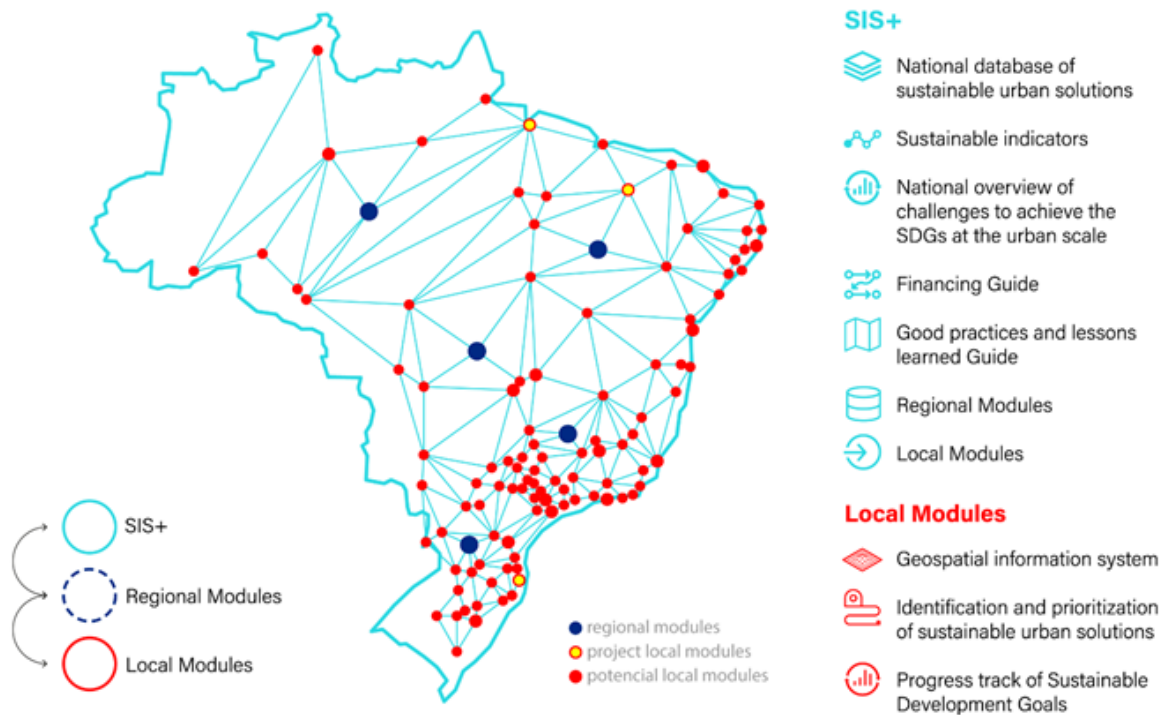 SIS+
National database of
sustainable urban solutions
Sustainable indicators
National overview of
challenges to achieve the
SDGs at the urban scale
Financing Guide
Good practices and lessons
learned Guide
Regional Modules
Local Modules
Local Modules
Geospatial information system
Identification and prioritization
of sustainable urban solutions
Progress track of Sustainable
Development Goals
SIS+
Regional Modules
Local Modules
regional modules
project local modules
potencial local modules